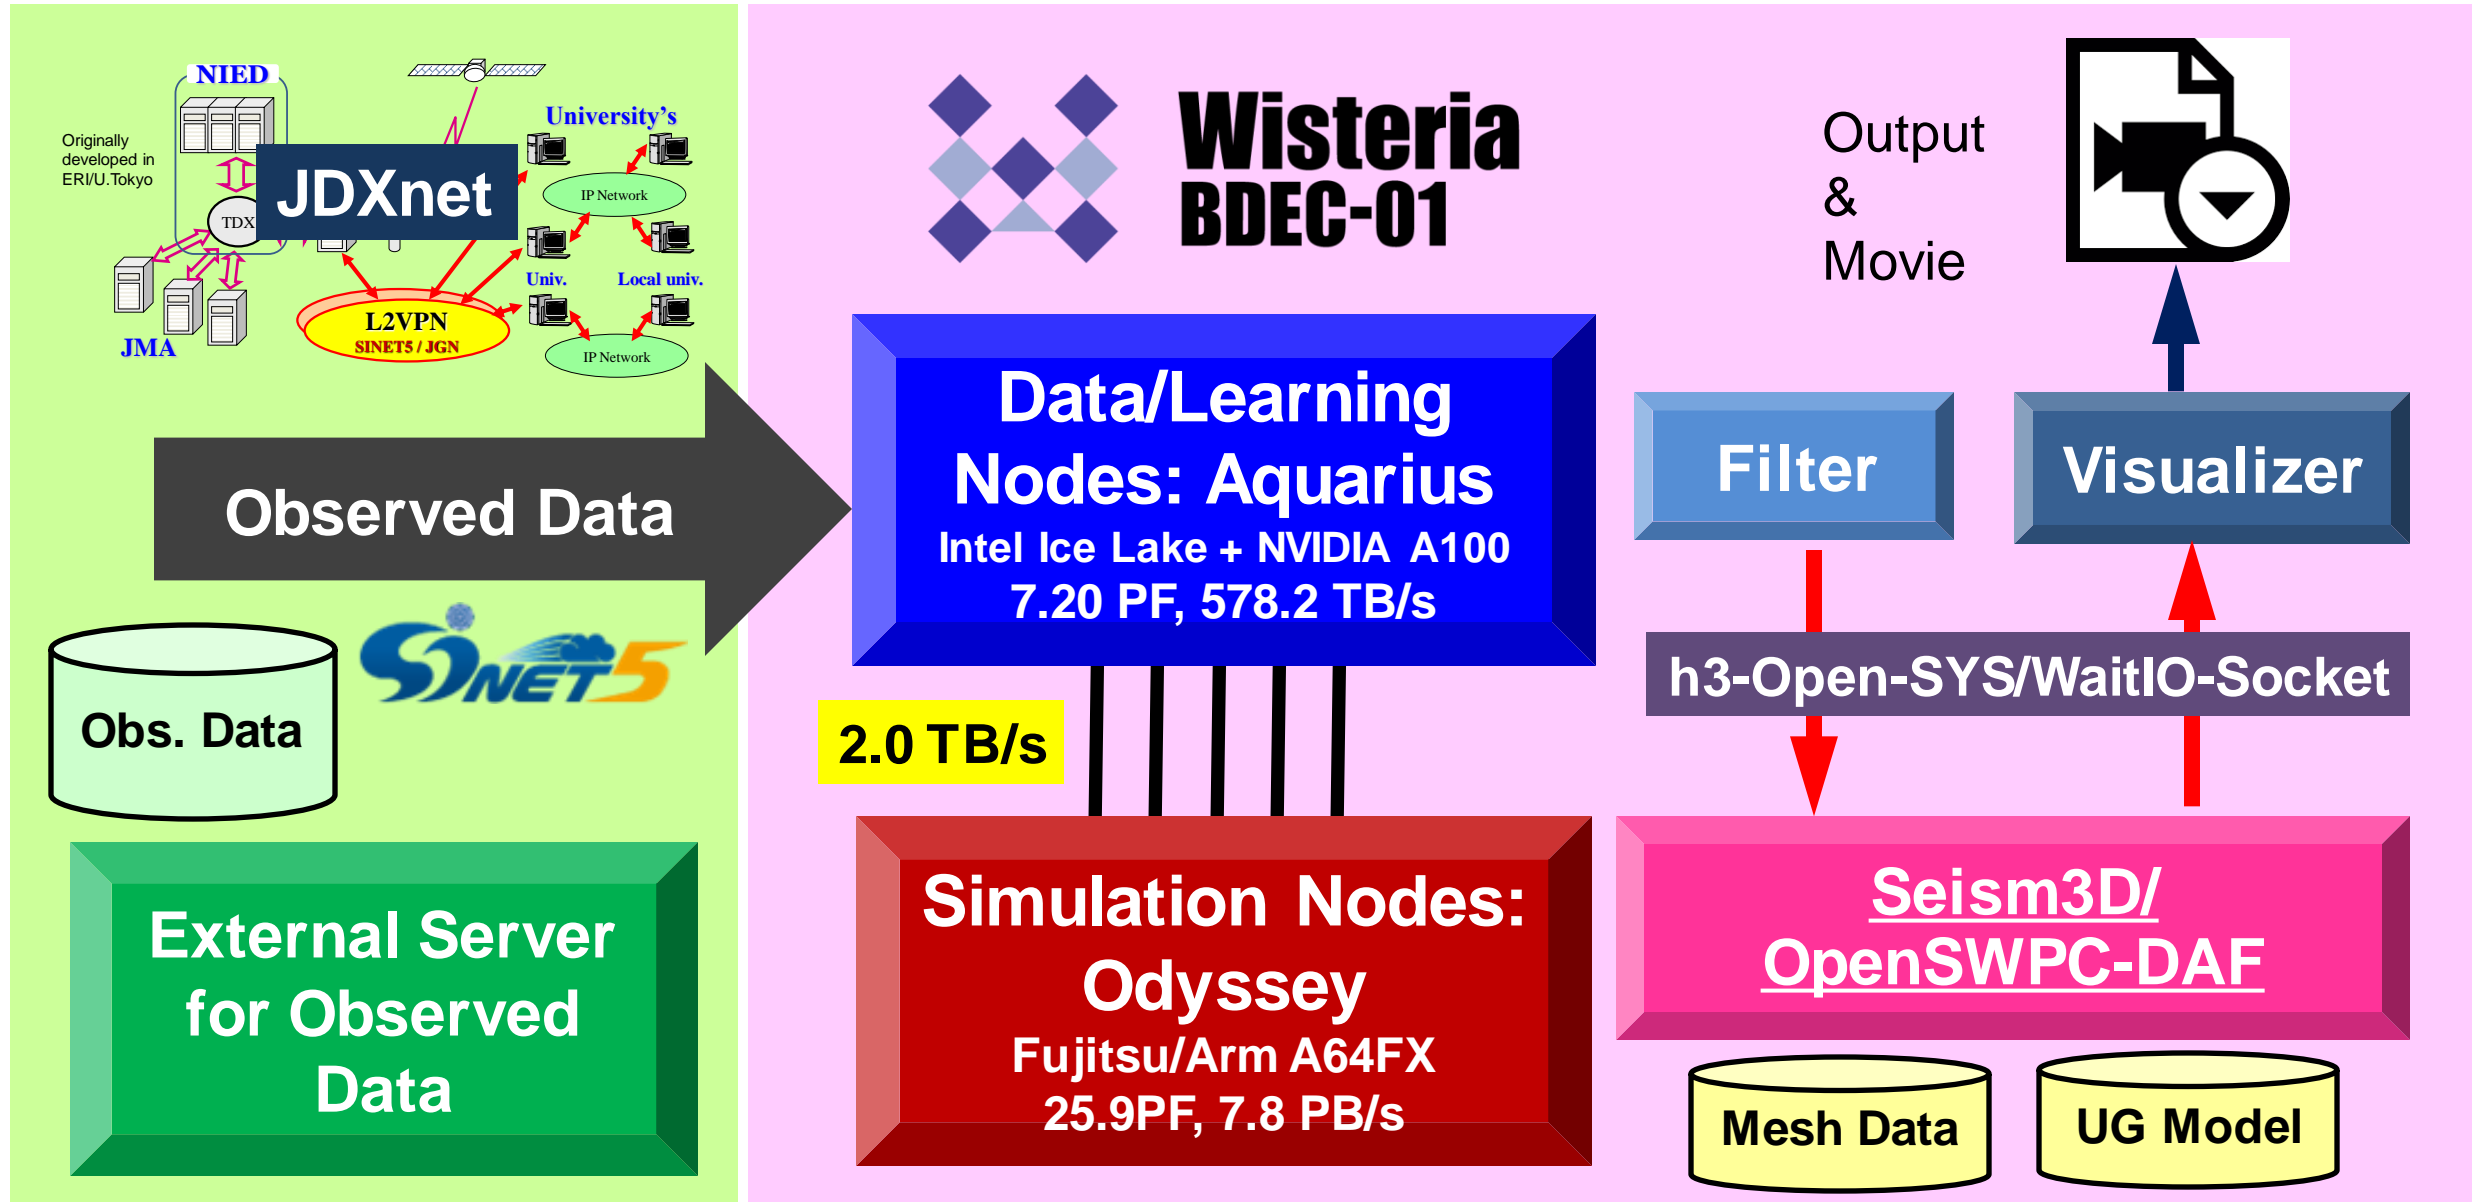 NIED
Originally
developed in
ERI/U.Tokyo
JDXnet
TDX
University's
IP Network
Univ.
Local univ.
L2VPN
SINET5 / JGN
JMA
IP Network
Observed Data
SINET5
Obs. Data
External Server
for Observed
Data
Wisteria
BDEC-01
Data/Learning
Nodes: Aquarius
Intel Ice Lake + NVIDIA A100
7.20 PF, 578.2 TB/s
2.0 TB/s
Simulation Nodes:
Odyssey
Fujitsu/Arm A64FX
25.9PF, 7.8 PB/s
Output
&
Movie
Filter
Visualizer
h3-Open-SYS/WaitIO-Socket
Seism3D/
OpenSWPC-DAF
Mesh Data
UG Model